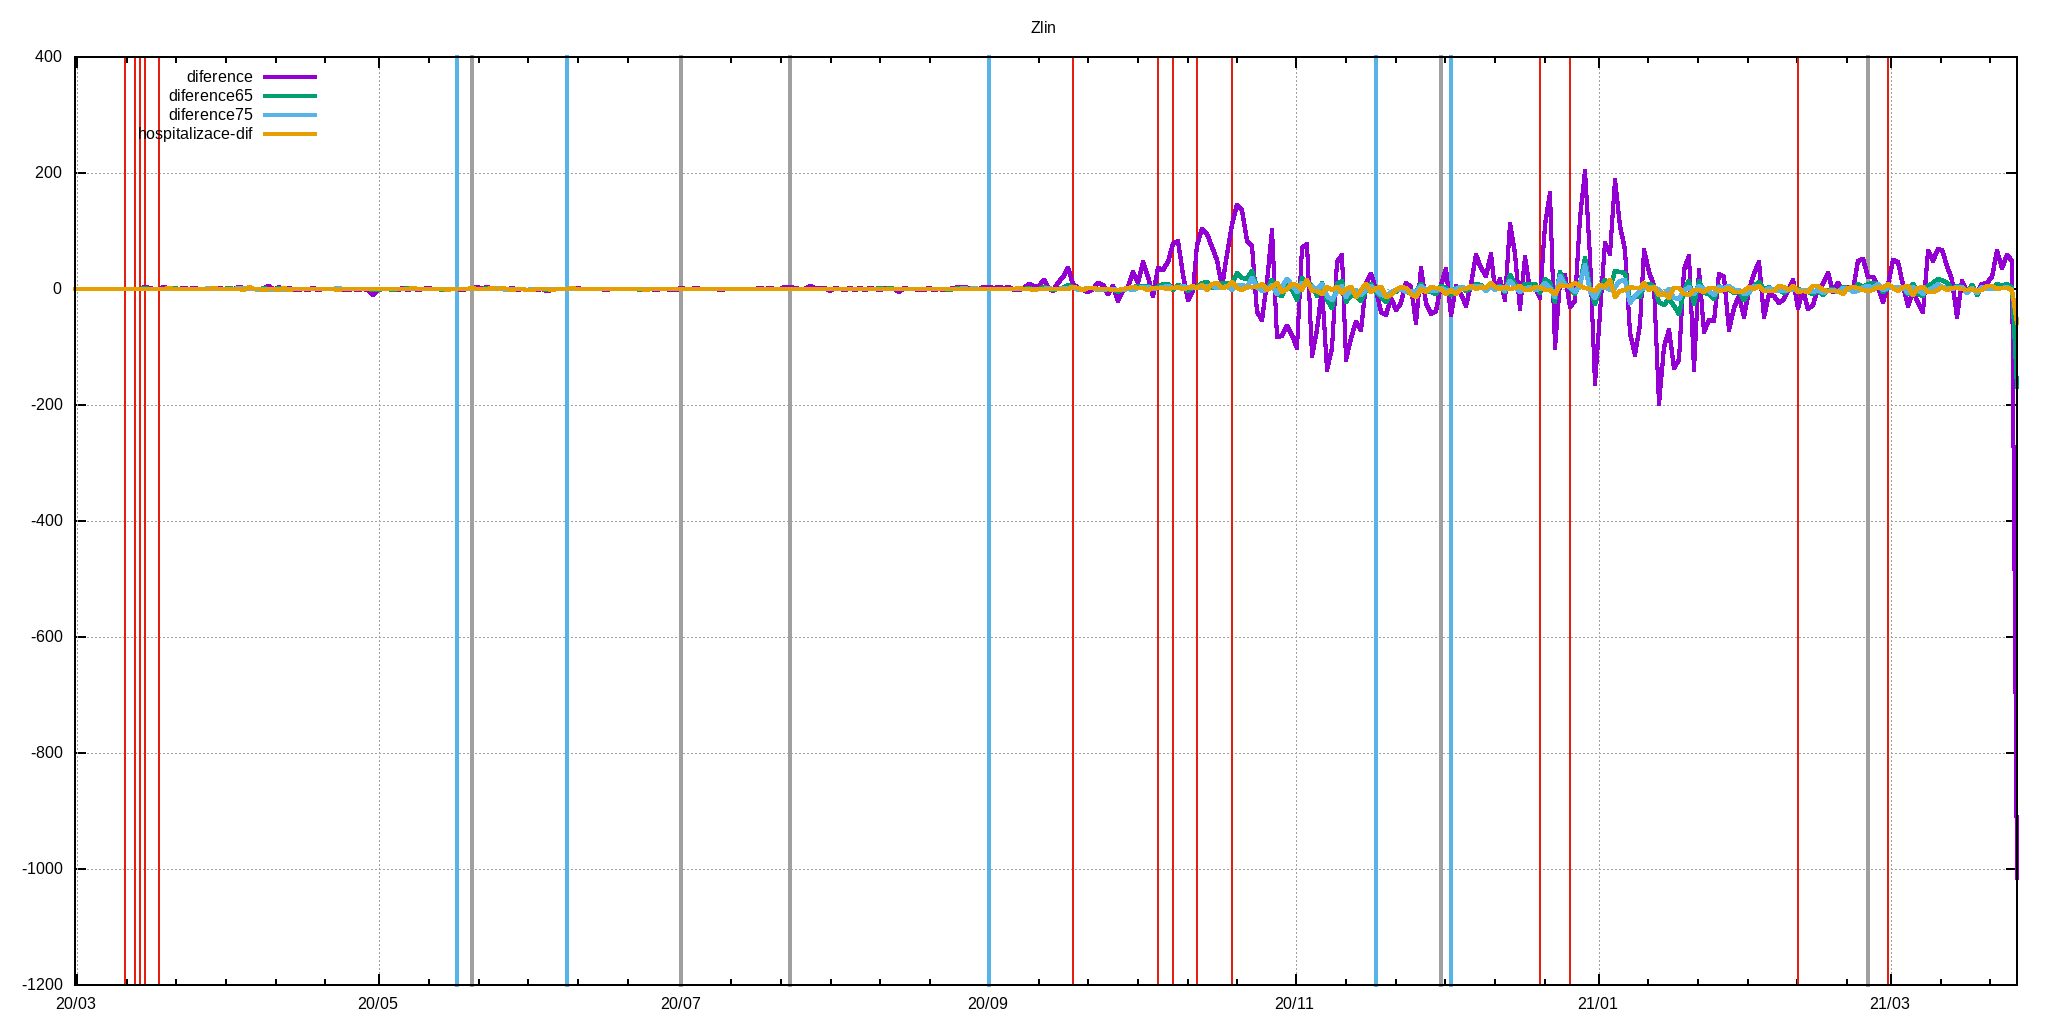 Zlin
400
diference
diference65
diference75
hospitalizace-dif
200
0
-200
-400
-600
-800
-1000
-1200
20/03 20/05 20/07 20/09 20/11 21/01 21/03